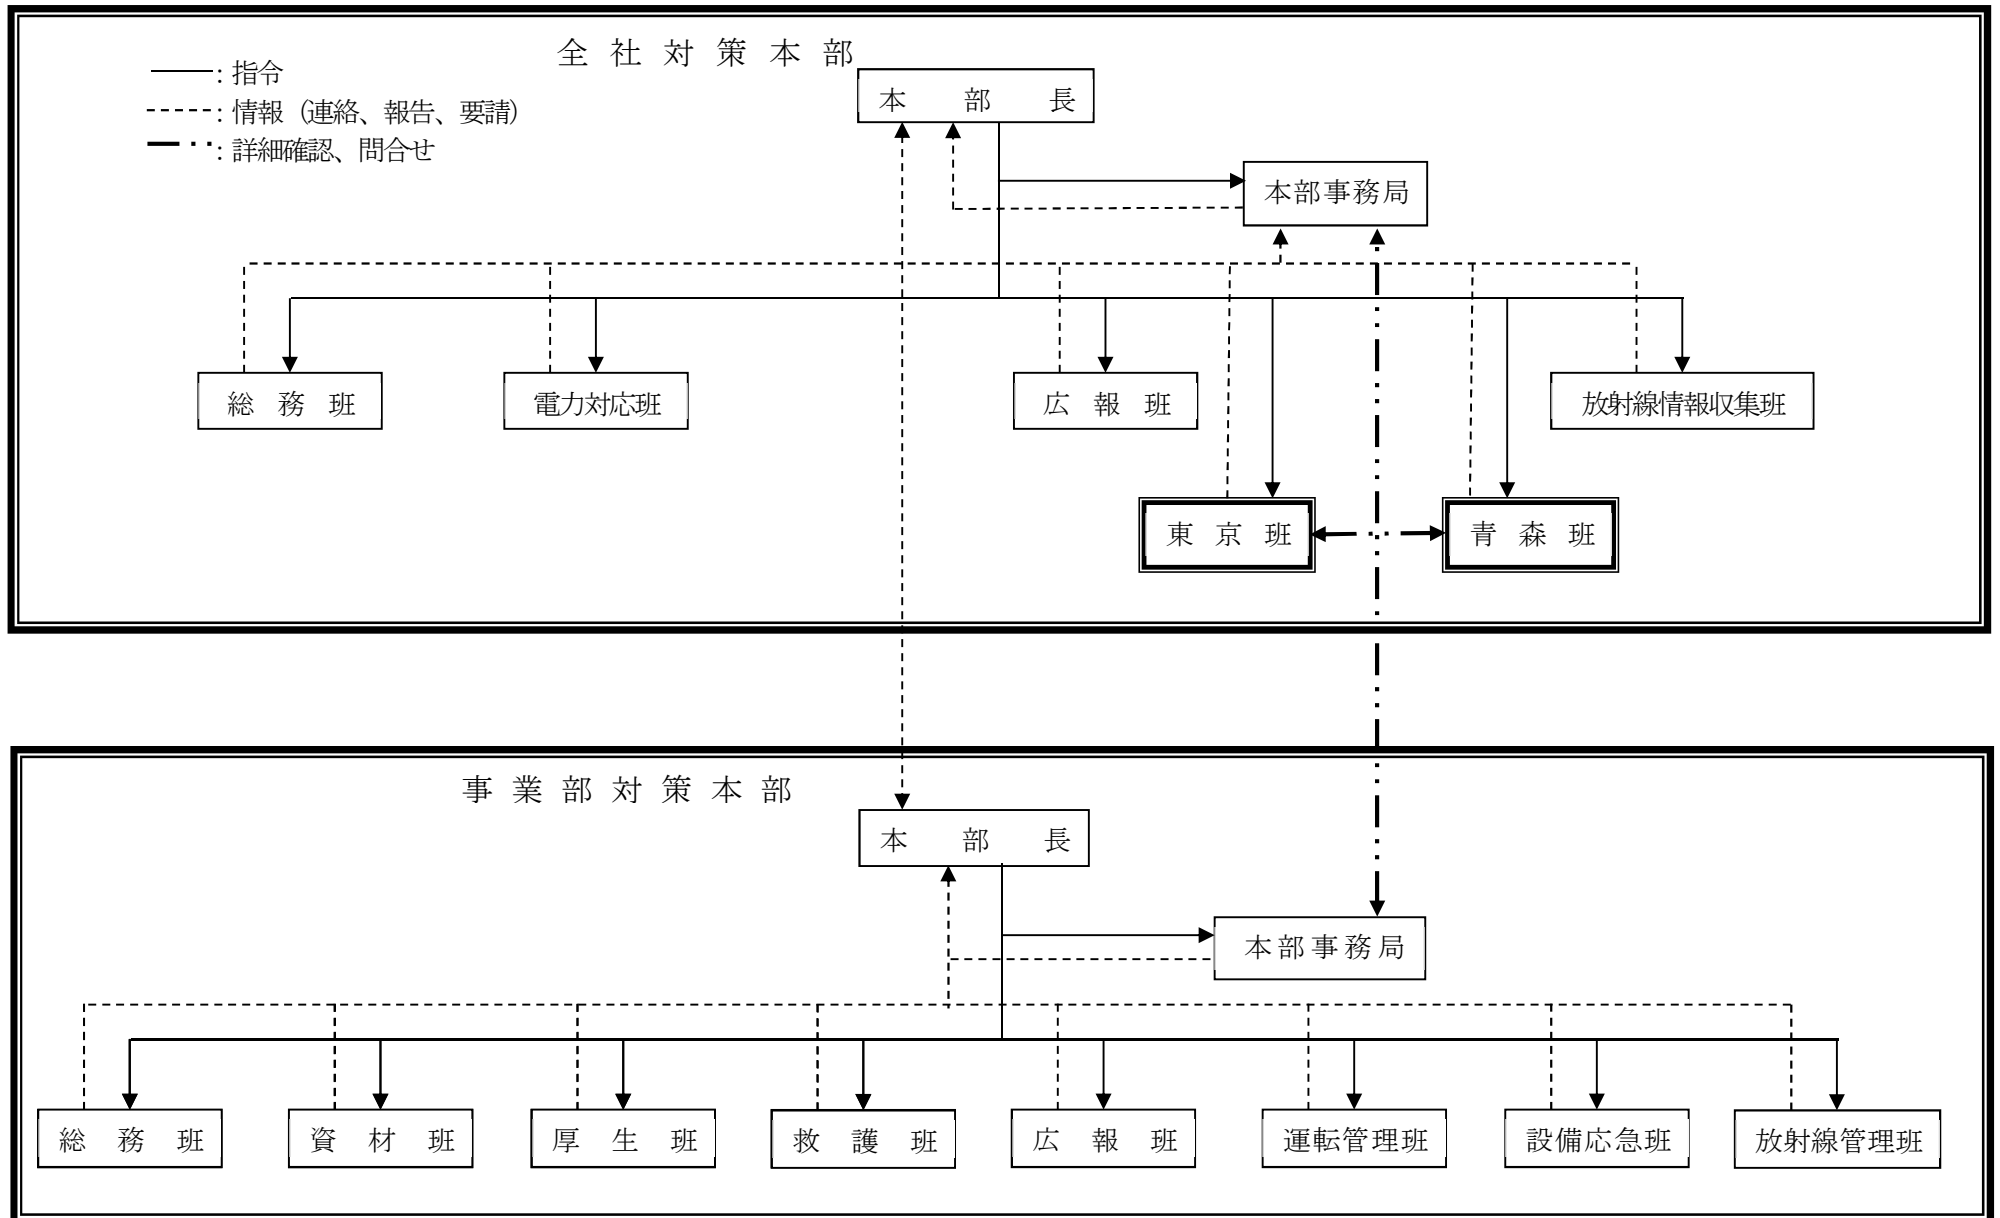 全社対策本部
：指令
：情報（連絡、報告、要請）
：詳細確認、問合せ
本部長
本部事務局
総務班
電力対応班
広報班
放射線情報収集班
東京班
青森班
事業部対策本部
本部長
本部事務局
総務班
資材班
厚生班
救護班
広報班
運転管理班
設備応急班
放射線管理班